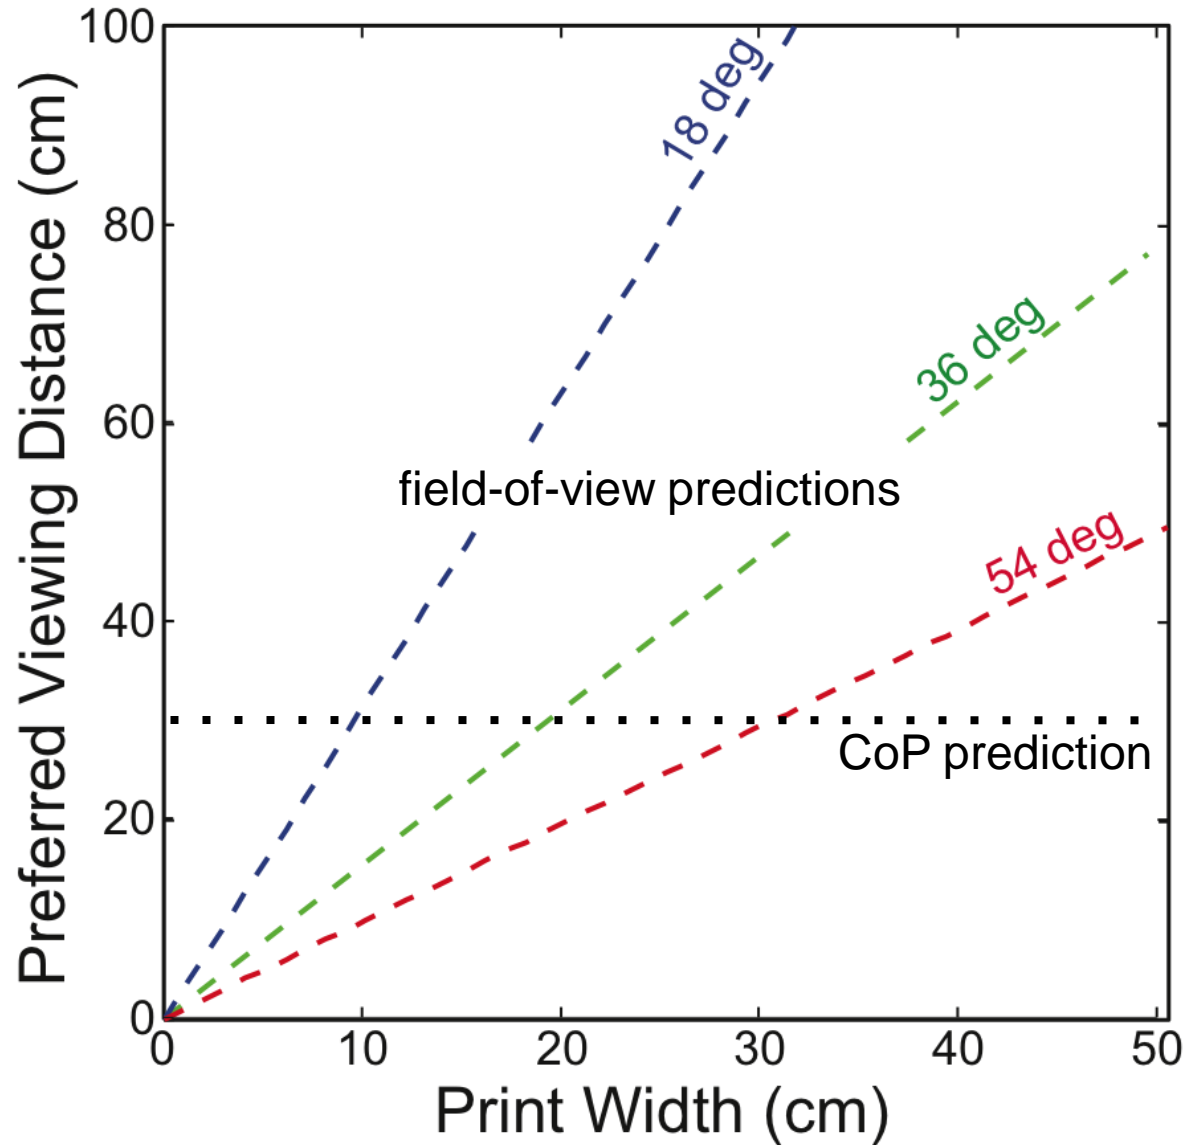 100
80
60
40
20
0
Preferred Viewing Distance (cm)
18 deg
36 deg
field-of-view predictions
54 deg
CoP prediction
0 10 20 30 40 50
Print Width (cm)